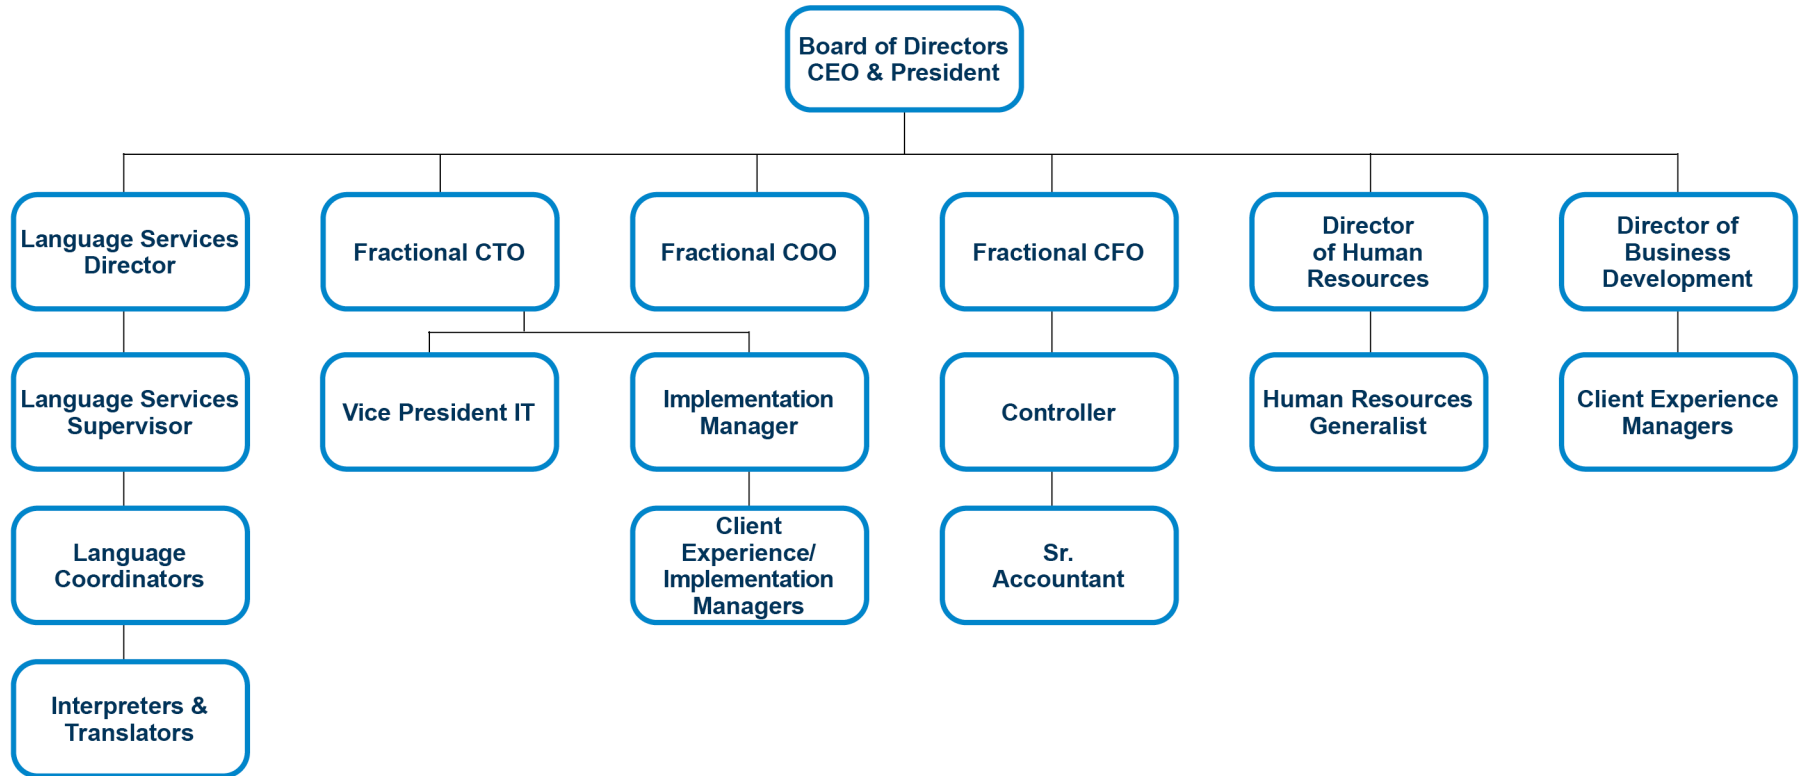 Board of Directors
CEO & President
Language Services
Director
Fractional CTO
Fractional COO
Fractional CFO
Director
of Human
Resources
Director of
Business
Development
Language Services
Supervisor
Vice President IT
Implementation
Manager
Controller
Human Resources
Generalist
Client Experience
Managers
Language
Coordinators
Client
Experience/
Implementation
Managers
Sr.
Accountant
Interpreters &
Translators